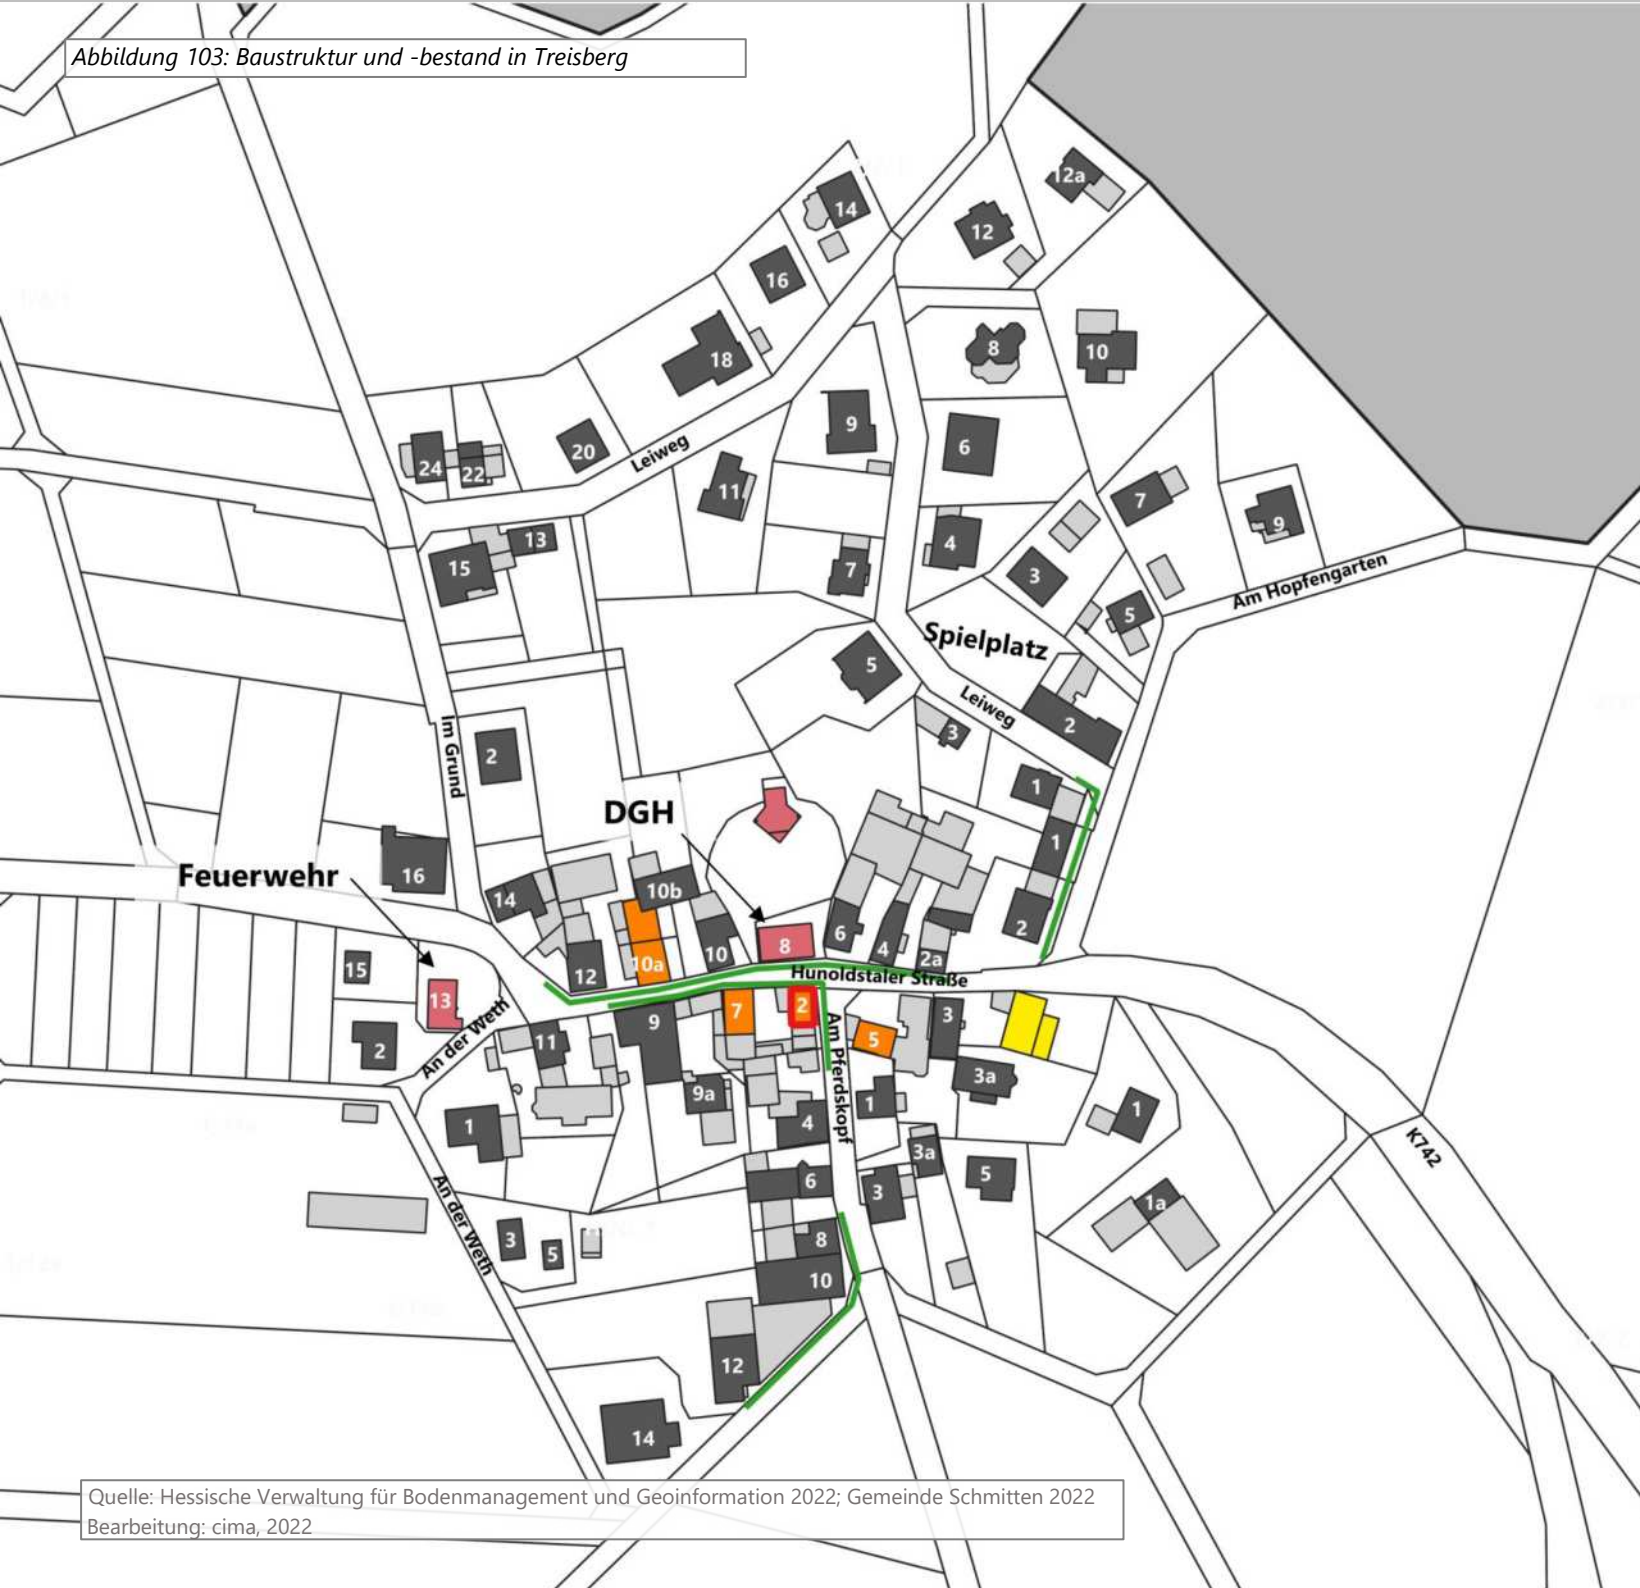 Abbildung 103: Baustruktur und -bestand in Treisberg
12a
14
12
16
8
10
18
9
6
20
24
22
Leiweg
11
7
9
13
4
15
7
3
Am Hopfengarten
5
Spielplatz
5
Leiweg
2
3
Im Grund
2
1
DGH
1
Feuerwehr
16
10b
14
2
6
10
8
4
2a
15
12
10a
Hunoldstaler Straße
13
7
2
9
3
An der Weth
11
5
2
Am Pferdskopf
3a
9a
1
1
1
4
K742
3a
5
6
3
1a
An der Weth
3
5
8
10
12
14
Quelle: Hessische Verwaltung für Bodenmanagement und Geoinformation 2022; Gemeinde Schmitten 2022
Bearbeitung: cima, 2022